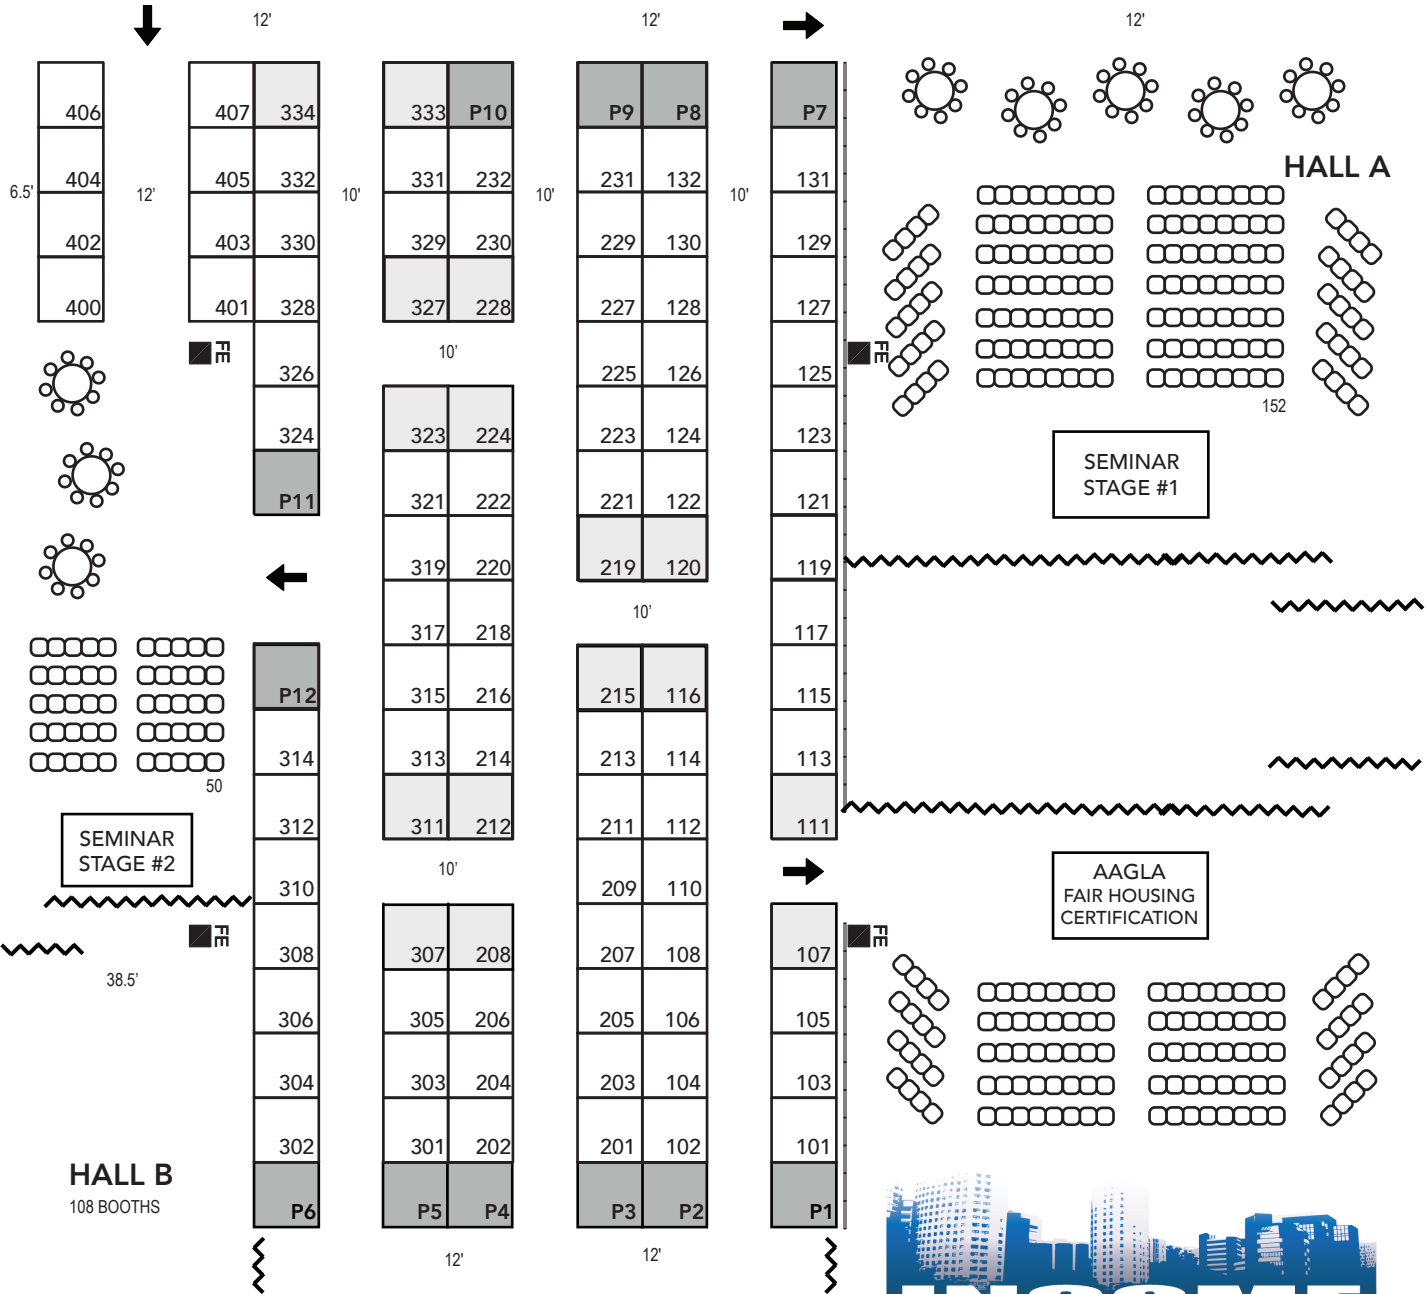 12' 12' 12'
406 407 334 333 P10 P9 P8 P7
HALL A
404 405 332 331 232 231 132 131
6.5' 12' 10' 10' 10'
402 403 330 329 230 229 130 129
400 401 328 327 228 227 128 127
FE 10' FE
326 225 126 125
152
324 323 224 223 124 123
SEMINAR
STAGE #1
P11 321 222 221 122 121
319 220 219 120 119
10'
317 218 117
P12 315 216 215 116 115
314 313 214 213 114 113
50
312 311 212 211 112 111
SEMINAR
STAGE #2
10'
AAGLA
FAIR HOUSING
CERTIFICATION
310 209 110
FE FE
308 307 208 207 108 107
38.5'
306 305 206 205 106 105
304 303 204 203 104 103
302 301 202 201 102 101
HALL B
108 BOOTHS
P6 P5 P4 P3 P2 P1
12' 12'
INCOME